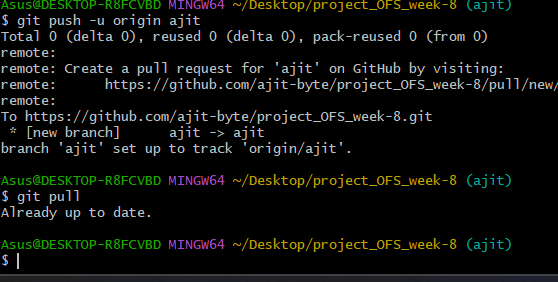 Asus@DESKTOP-R8FCVBD MINGW64 ~/Desktop/project_OFS_week-8 (ajit)
$ git push -u origin ajit
Total 0 (delta 0), reused 0 (delta 0), pack-reused 0 (from 0)
remote:
remote: Create a pull request for 'ajit' on GitHub by visiting:
remote:      https://github.com/ajit-byte/project_OFS_week-8/pull/new/
remote:
To https://github.com/ajit-byte/project_OFS_week-8.git
 * [new branch]      ajit -> ajit
branch 'ajit' set up to track 'origin/ajit'.
Asus@DESKTOP-R8FCVBD MINGW64 ~/Desktop/project_OFS_week-8 (ajit)
$ git pull
Already up to date.
Asus@DESKTOP-R8FCVBD MINGW64 ~/Desktop/project_OFS_week-8 (ajit)
$